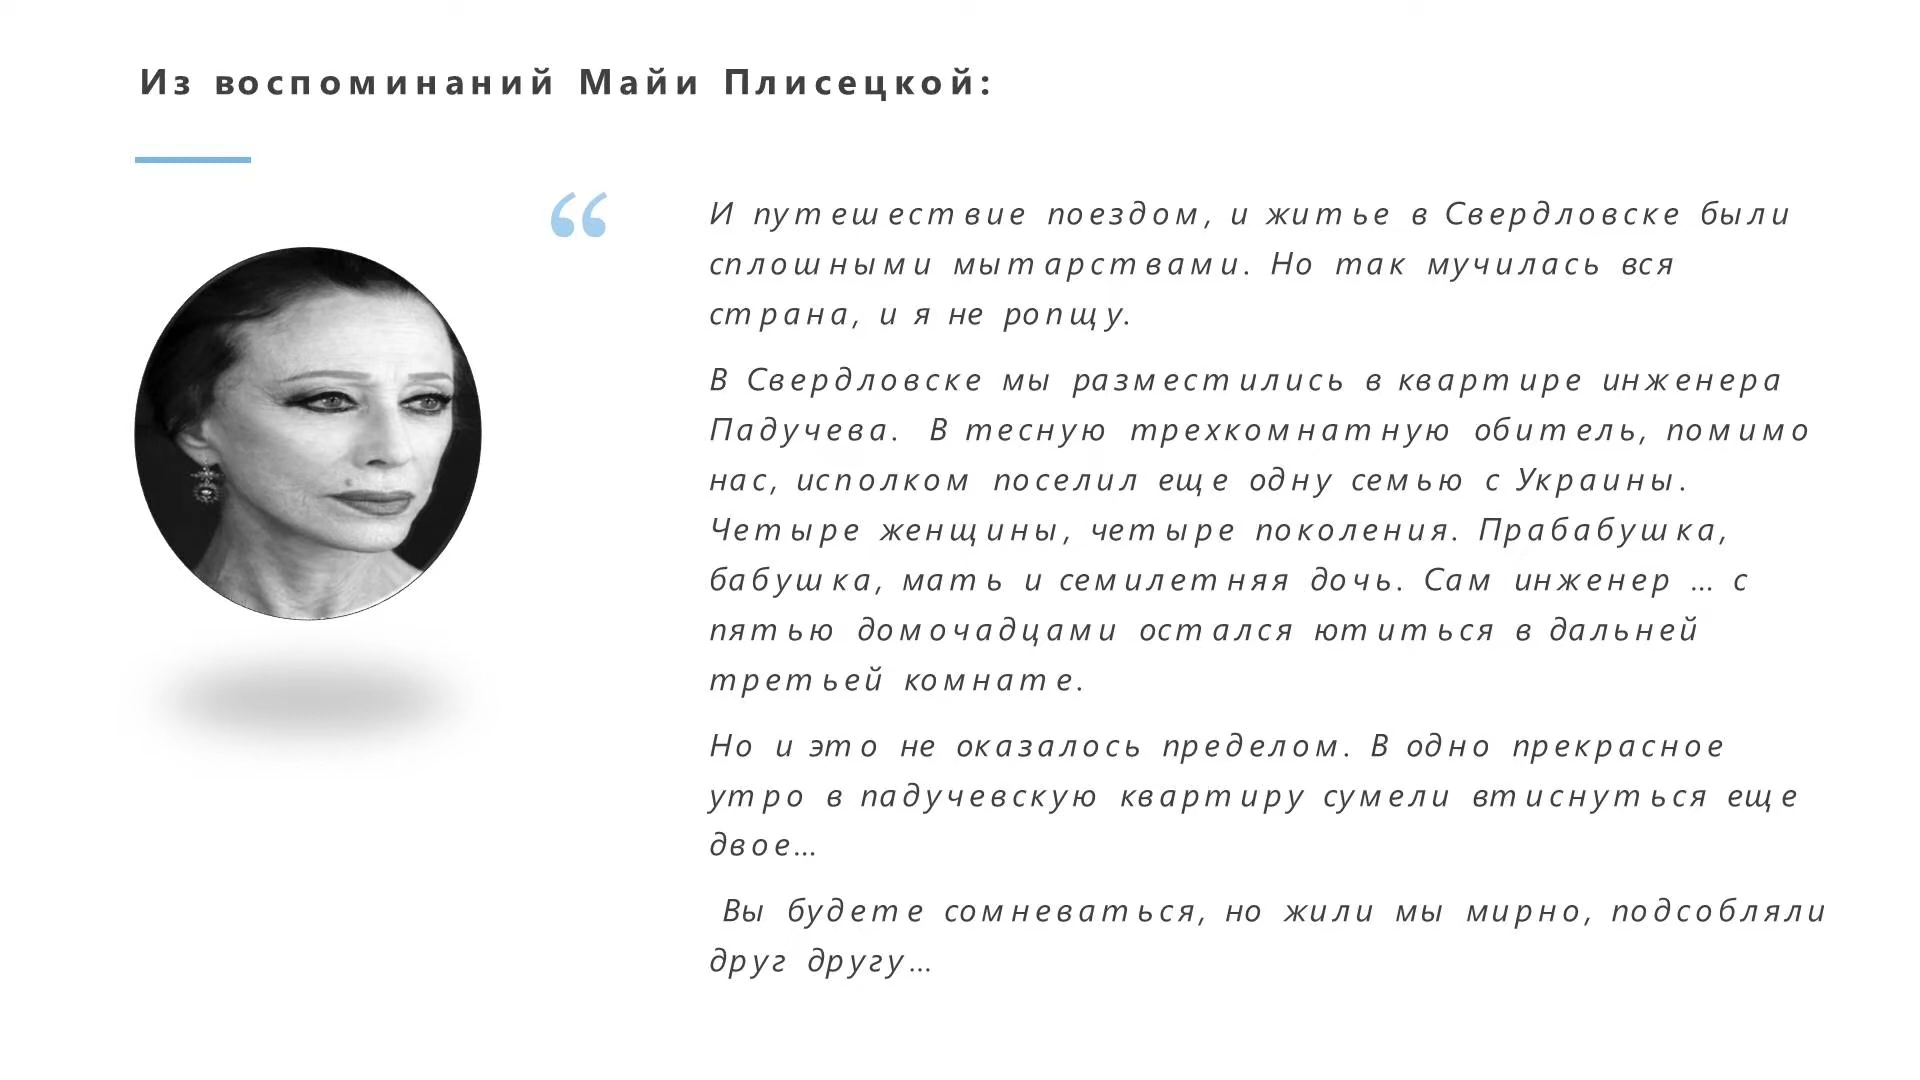 Из воспоминаний Майи Плисецкой:
“
И путешествие поездом, и житье в Свердловске были
сплошными мытарствами. Но так мучилась вся
страна, и я не ропщу.
В Свердловске мы разместились в квартире инженера
Падучева. В тесную трехкомнатную обитель, помимо
нас, исполком поселил еще одну семью с Украины.
Четыре женщины, четыре поколения. Прабабушка,
бабушка, мать и семилетняя дочь. Сам инженер … с
пятью домочадцами остался ютиться в дальней
третьей комнате.
Но и это не оказалось пределом. В одно прекрасное
утро в падучевскую квартиру сумели втиснуться еще
двое…
Вы будете сомневаться, но жили мы мирно, подсобляли
друг другу…